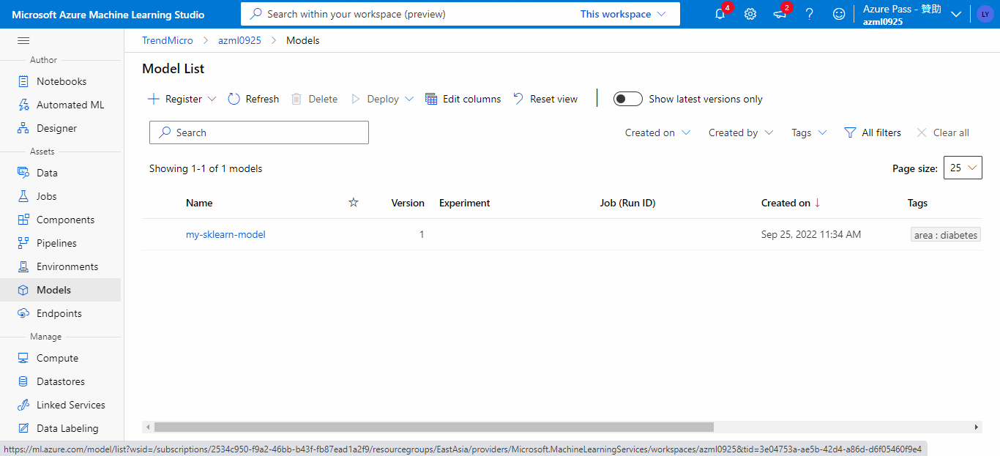 Microsoft Azure Machine Learning Studio
Search within your workspace (preview)
This workspace
4
2
Azure Pass - 贊助
azml0925
LY
TrendMicro > azml0925 > Models
Author
Notebooks
Automated ML
Designer
Assets
Data
Jobs
Components
Pipelines
Environments
Models
Endpoints
Manage
Compute
Datastores
Linked Services
Data Labeling
Model List
Register Refresh Delete Deploy Edit columns Reset view Show latest versions only
Search
Created on Created by Tags All filters Clear all
Showing 1-1 of 1 models
Page size: 25
Name Version Experiment Job (Run ID) Created on ↓ Tags
my-sklearn-model 1 Sep 25, 2022 11:34 AM area : diabetes
https://ml.azure.com/model/list?wsid=/subscriptions/2534c950-f9a2-46bb-b43f-fb87ead1a2f9/resourcegroups/EastAsia/providers/Microsoft.MachineLearningServices/workspaces/azml0925&tid=3e04753a-ae5b-42d4-a86d-d6f05460f9e4